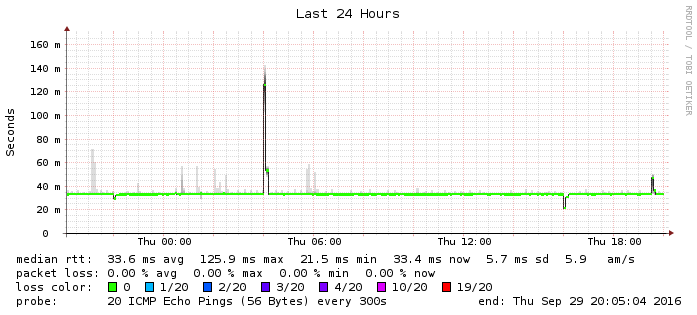 Last 24 Hours
RRDTOOL / TOBI OETIKER
Seconds
160 m
140 m
120 m
100 m
80 m
60 m
40 m
20 m
0
Thu 00:00 Thu 06:00 Thu 12:00 Thu 18:00
median rtt: 33.6 ms avg 125.9 ms max 21.5 ms min 33.4 ms now 5.7 ms sd 5.9 am/s
packet loss: 0.00 % avg 0.00 % max 0.00 % min 0.00 % now
loss color: 0 1/20 2/20 3/20 4/20 10/20 19/20
probe: 20 ICMP Echo Pings (56 Bytes) every 300s end: Thu Sep 29 20:05:04 2016